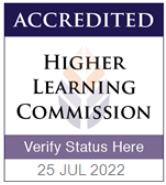 ACCREDITED
HIGHER
LEARNING
COMMISSION
Verify Status Here
25 JUL 2022